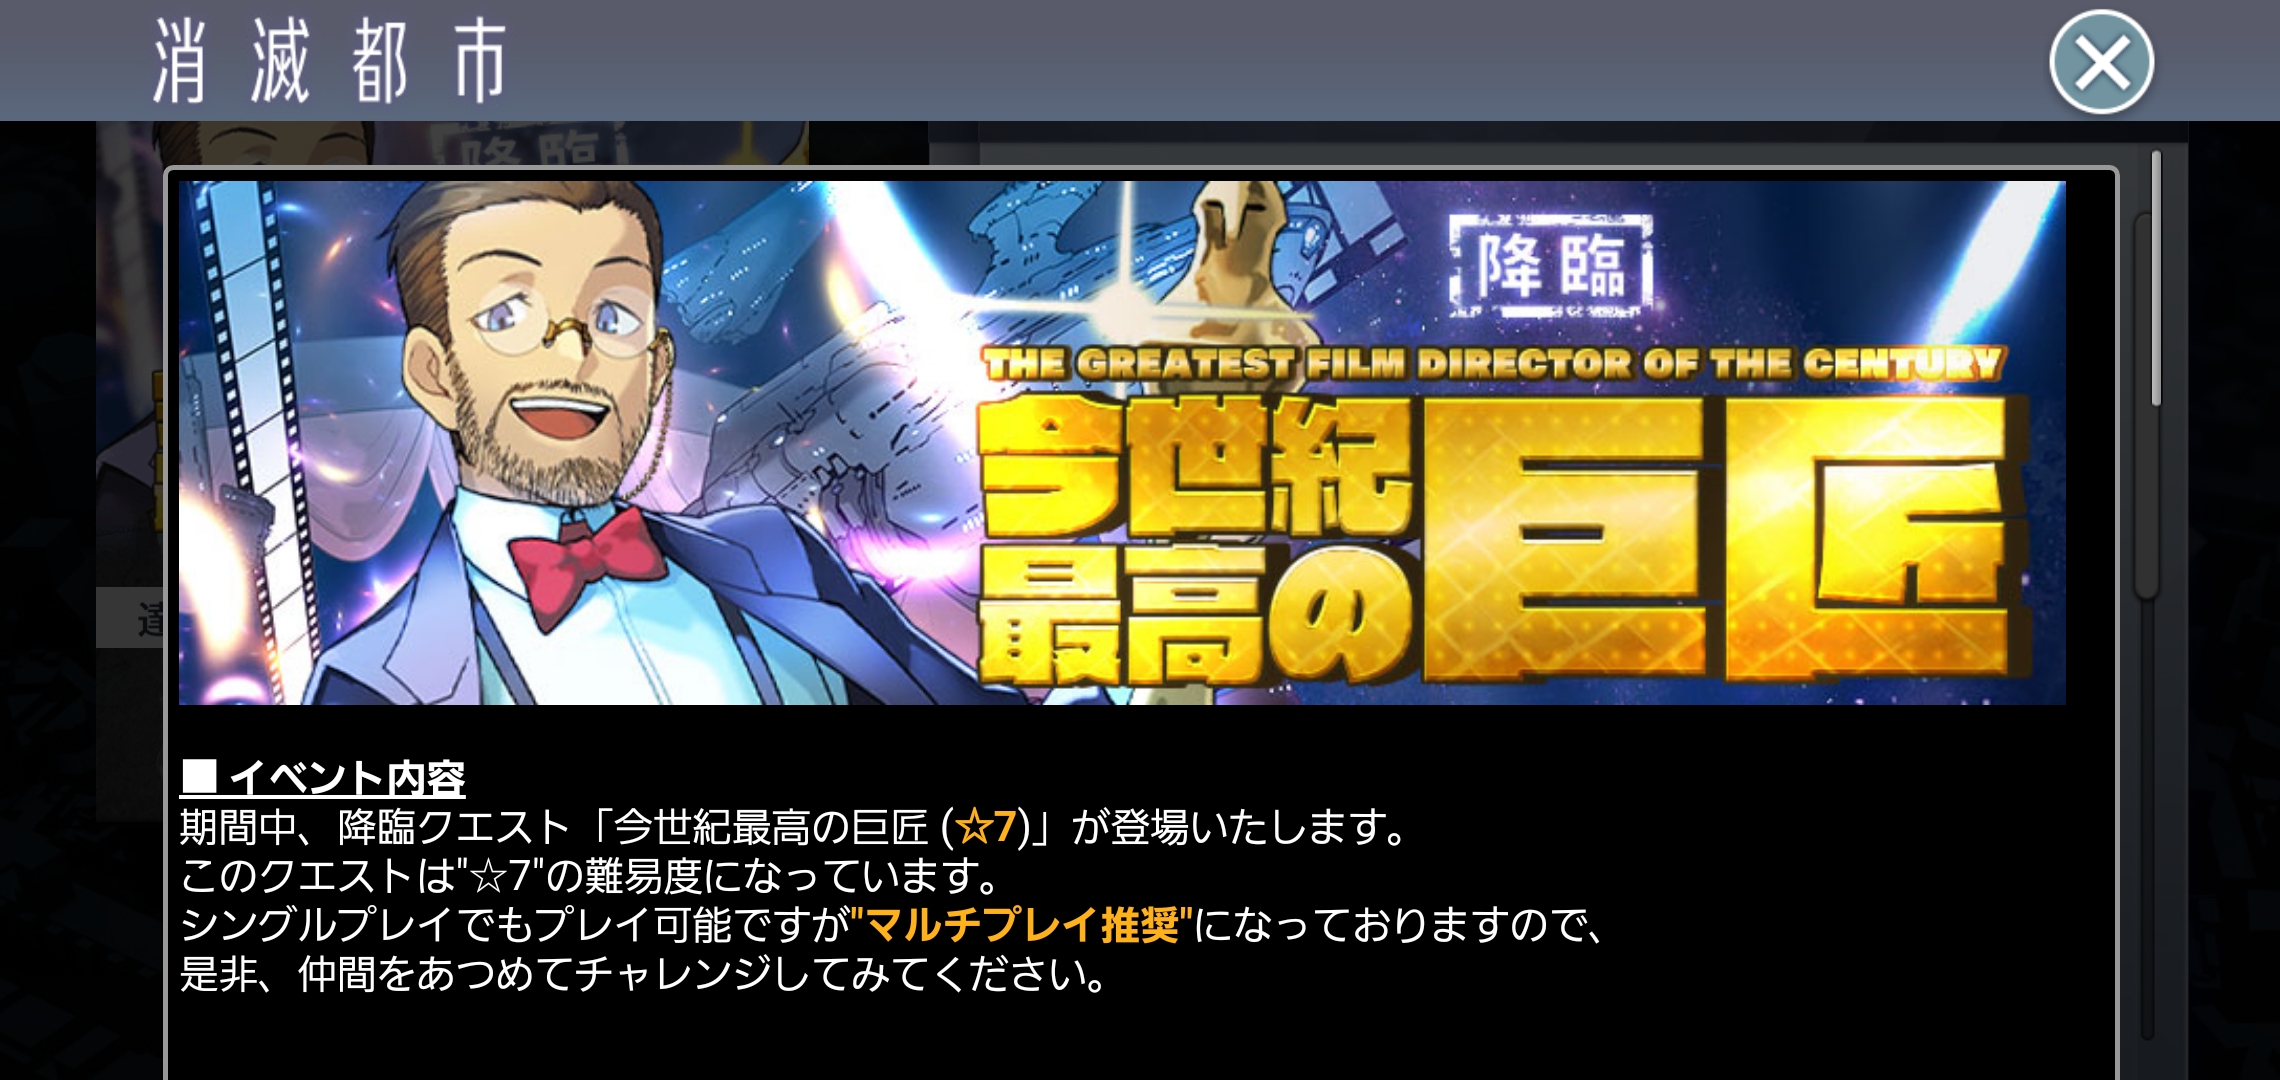 消滅都市
降臨
降臨
THE GREATEST FILM DIRECTOR OF THE CENTURY
今世紀
最高の
巨匠
■ イベント内容
期間中、降臨クエスト「今世紀最高の巨匠 (☆7)」が登場いたします。
このクエストは"☆7"の難易度になっています。
シングルプレイでもプレイ可能ですが"マルチプレイ推奨"になっておりますので、
是非、仲間をあつめてチャレンジしてみてください。